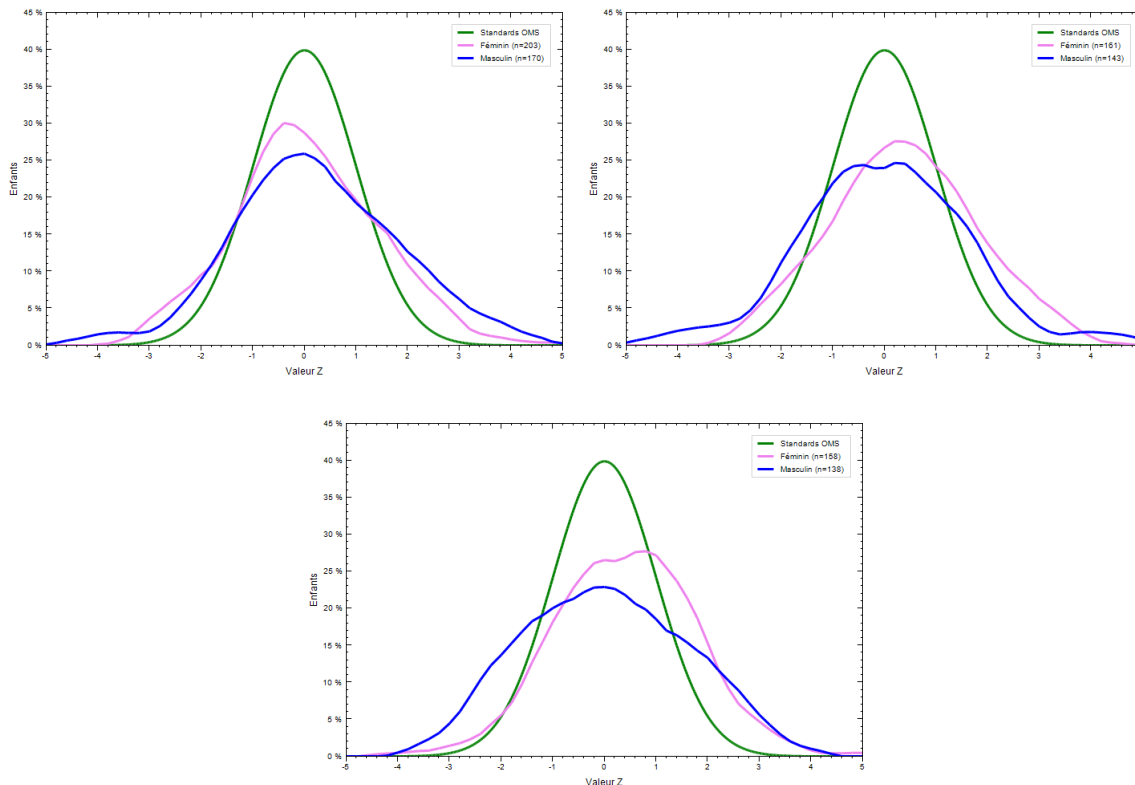 45 %
40 %
35 %
30 %
25 %
20 %
15 %
10 %
5 %
0 %
Enfants
Standards OMS
Féminin (n=203)
Masculin (n=170)
-5 -4 -3 -2 -1 0 1 2 3 4 5
Valeur Z
45 %
40 %
35 %
30 %
25 %
20 %
15 %
10 %
5 %
0 %
Enfants
Standards OMS
Féminin (n=161)
Masculin (n=143)
-5 -4 -3 -2 -1 0 1 2 3 4
Valeur Z
45 %
40 %
35 %
30 %
25 %
20 %
15 %
10 %
5 %
0 %
Enfants
Standards OMS
Féminin (n=158)
Masculin (n=138)
-5 -4 -3 -2 -1 0 1 2 3 4 5
Valeur Z